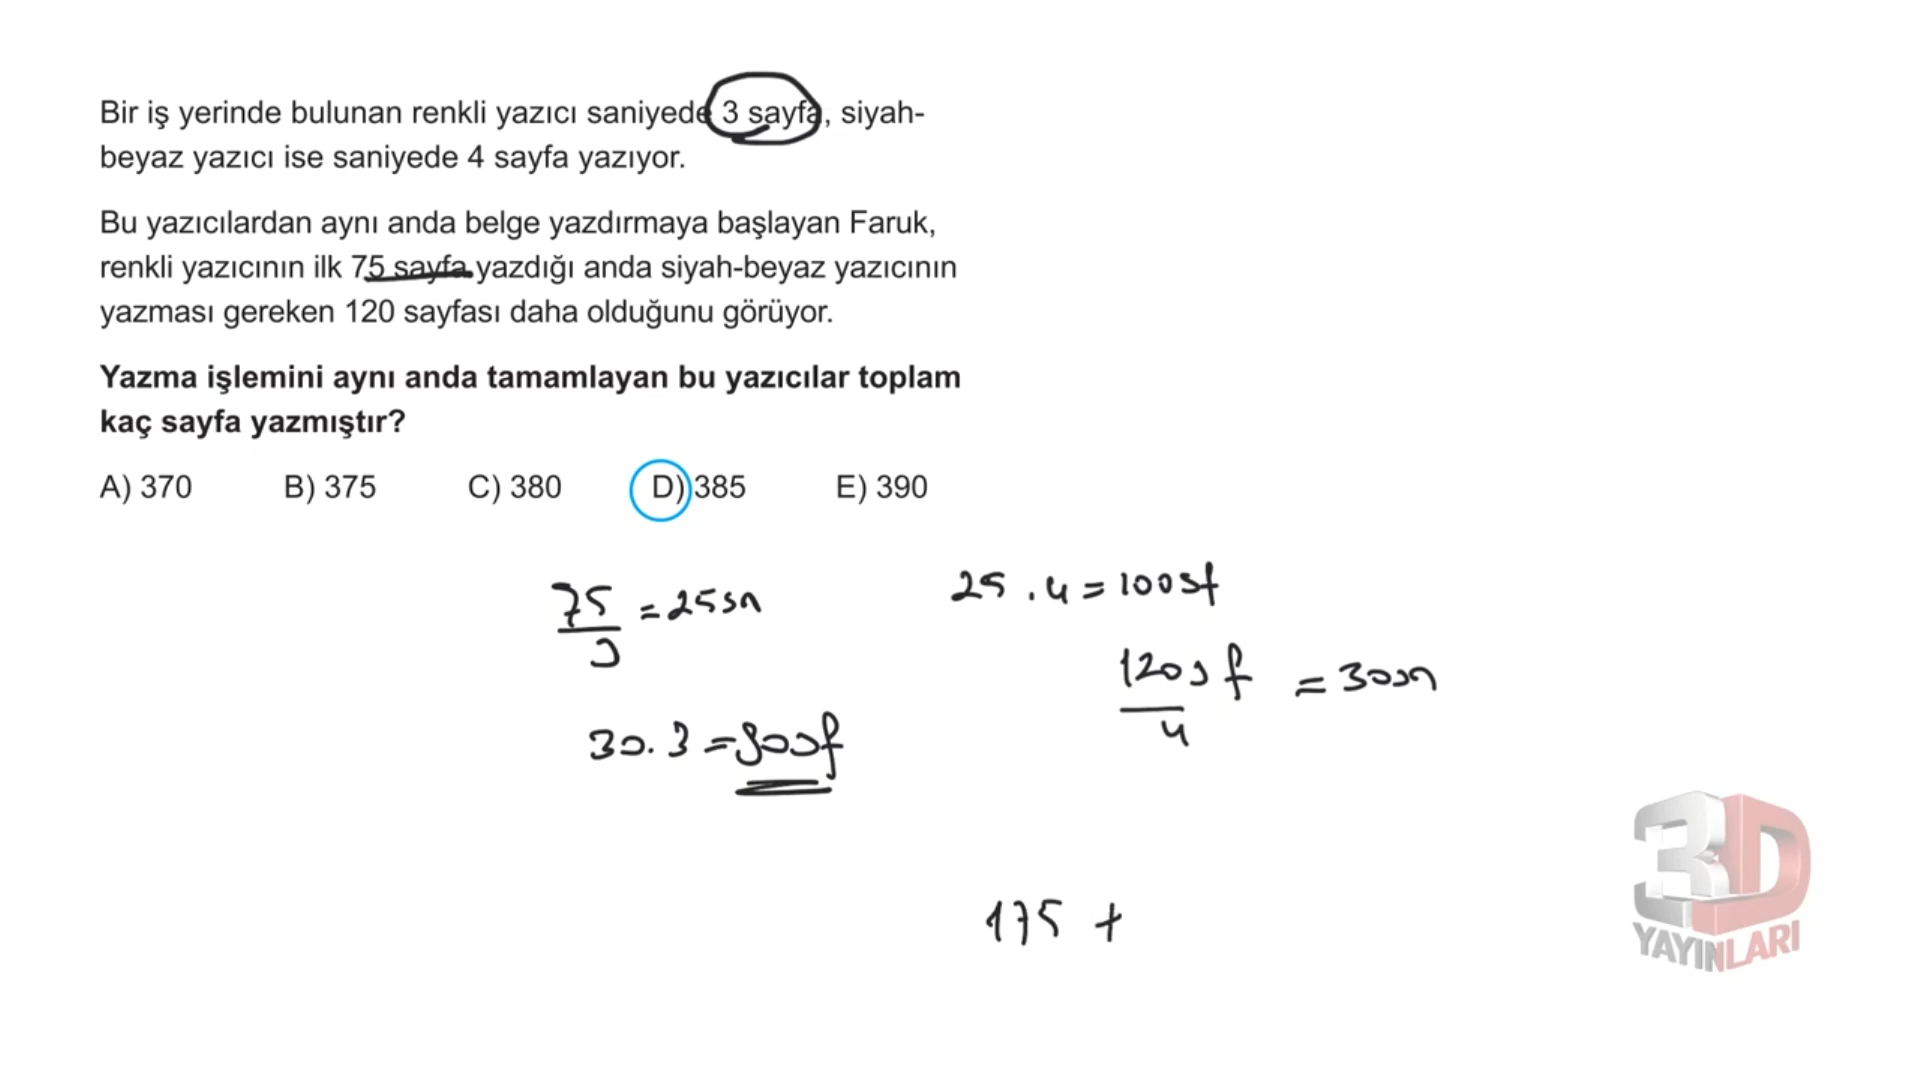 Bir iş yerinde bulunan renkli yazıcı saniyede 3 sayfa, siyah-
beyaz yazıcı ise saniyede 4 sayfa yazıyor.
Bu yazıcılardan aynı anda belge yazdırmaya başlayan Faruk,
renkli yazıcının ilk 75 sayfa yazdığı anda siyah-beyaz yazıcının
yazması gereken 120 sayfası daha olduğunu görüyor.
Yazma işlemini aynı anda tamamlayan bu yazıcılar toplam
kaç sayfa yazmıştır?
A) 370 B) 375 C) 380 D) 385 E) 390
75/3 = 25sn
25 . 4 = 100sf
120sf/4 = 30sn
30. 3 = 90sf
175 +
3D
YAYINLARI